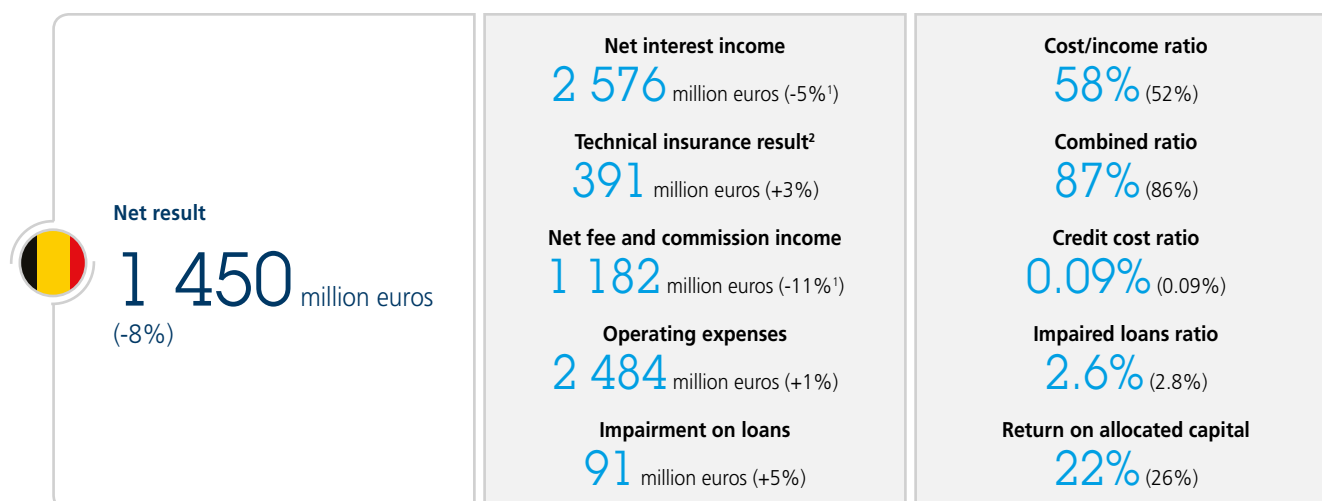 Net result
1 450 million euros
(-8%)
Net interest income
2 576 million euros (-5%¹)
Technical insurance result²
391 million euros (+3%)
Net fee and commission income
1 182 million euros (-11%¹)
Operating expenses
2 484 million euros (+1%)
Impairment on loans
91 million euros (+5%)
Cost/income ratio
58% (52%)
Combined ratio
87% (86%)
Credit cost ratio
0.09% (0.09%)
Impaired loans ratio
2.6% (2.8%)
Return on allocated capital
22% (26%)